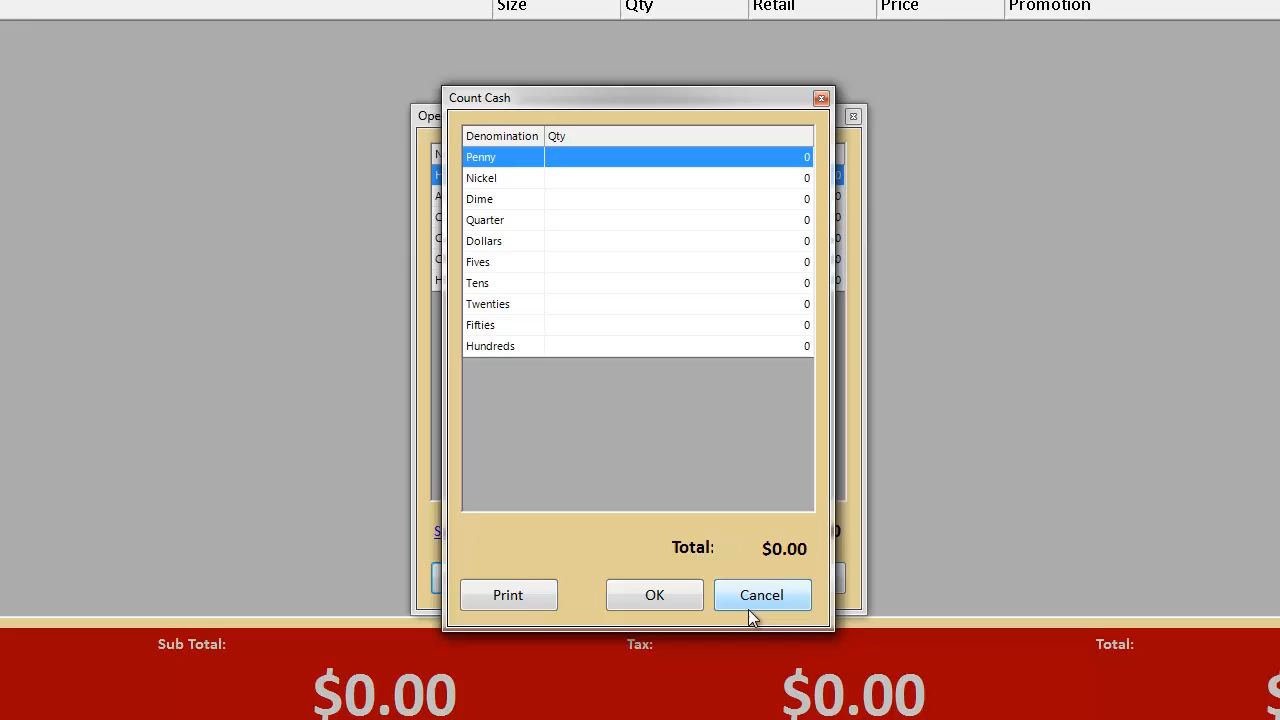 Size Qty Retail Price Promotion
Count Cash
Ope
Denomination Qty
Penny 0
Nickel 0
Dime 0
Quarter 0
Dollars 0
Fives 0
Tens 0
Twenties 0
Fifties 0
Hundreds 0
Total: $0.00
Print OK Cancel
Sub Total: Tax: Total:
$0.00 $0.00